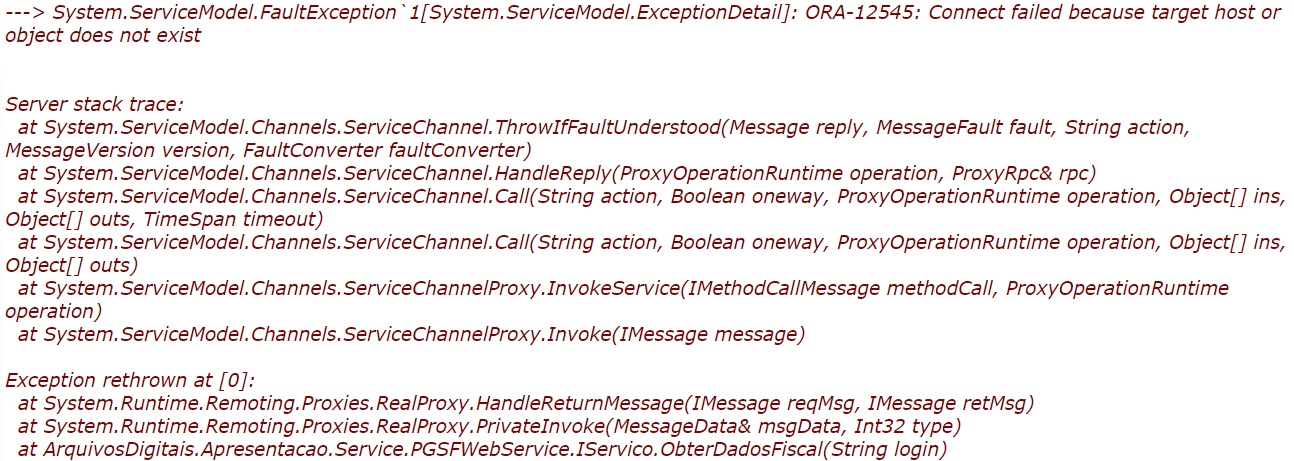 ---> System.ServiceModel.FaultException`1[System.ServiceModel.ExceptionDetail]: ORA-12545: Connect failed because target host or
object does not exist
Server stack trace:
at System.ServiceModel.Channels.ServiceChannel.ThrowIfFaultUnderstood(Message reply, MessageFault fault, String action,
MessageVersion version, FaultConverter faultConverter)
at System.ServiceModel.Channels.ServiceChannel.HandleReply(ProxyOperationRuntime operation, ProxyRpc& rpc)
at System.ServiceModel.Channels.ServiceChannel.Call(String action, Boolean oneway, ProxyOperationRuntime operation, Object[] ins,
Object[] outs, TimeSpan timeout)
at System.ServiceModel.Channels.ServiceChannel.Call(String action, Boolean oneway, ProxyOperationRuntime operation, Object[] ins,
Object[] outs)
at System.ServiceModel.Channels.ServiceChannelProxy.InvokeService(IMethodCallMessage methodCall, ProxyOperationRuntime
operation)
at System.ServiceModel.Channels.ServiceChannelProxy.Invoke(IMessage message)
Exception rethrown at [0]:
at System.Runtime.Remoting.Proxies.RealProxy.HandleReturnMessage(IMessage reqMsg, IMessage retMsg)
at System.Runtime.Remoting.Proxies.RealProxy.PrivateInvoke(MessageData& msgData, Int32 type)
at ArquivosDigitais.Apresentacao.Service.PGSFWebService.IServico.ObterDadosFiscal(String login)